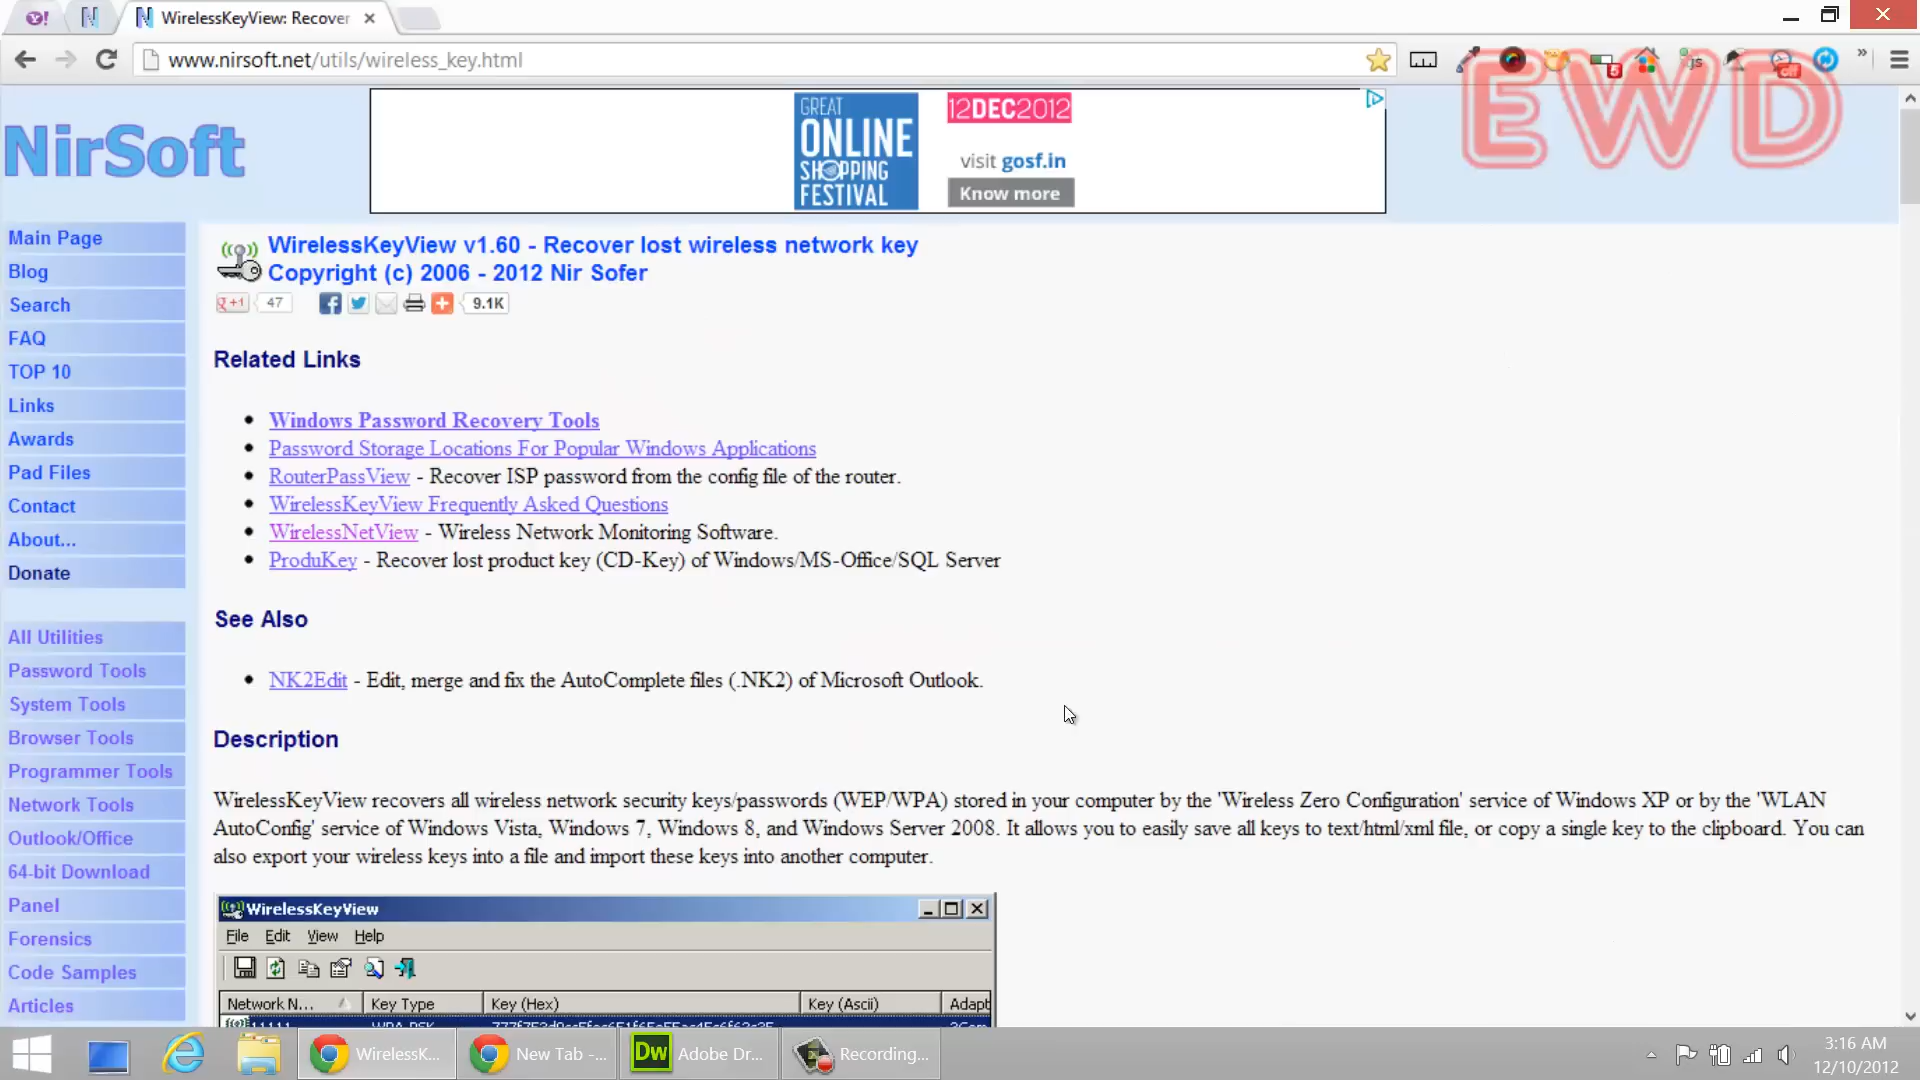 WirelessKeyView: Recover
www.nirsoft.net/utils/wireless_key.html
EWD
NirSoft
GREAT
ONLINE
SHOPPING
FESTIVAL
12DEC2012
visit gosf.in
Know more
Main Page
Blog
Search
FAQ
TOP 10
Links
Awards
Pad Files
Contact
About...
Donate
All Utilities
Password Tools
System Tools
Browser Tools
Programmer Tools
Network Tools
Outlook/Office
64-bit Download
Panel
Forensics
Code Samples
Articles
WirelessKeyView v1.60 - Recover lost wireless network key
Copyright (c) 2006 - 2012 Nir Sofer
+1 47 9.1K
Related Links
Windows Password Recovery Tools
Password Storage Locations For Popular Windows Applications
RouterPassView - Recover ISP password from the config file of the router.
WirelessKeyView Frequently Asked Questions
WirelessNetView - Wireless Network Monitoring Software.
ProduKey - Recover lost product key (CD-Key) of Windows/MS-Office/SQL Server
See Also
NK2Edit - Edit, merge and fix the AutoComplete files (.NK2) of Microsoft Outlook.
Description
WirelessKeyView recovers all wireless network security keys/passwords (WEP/WPA) stored in your computer by the 'Wireless Zero Configuration' service of Windows XP or by the 'WLAN
AutoConfig' service of Windows Vista, Windows 7, Windows 8, and Windows Server 2008. It allows you to easily save all keys to text/html/xml file, or copy a single key to the clipboard. You can
also export your wireless keys into a file and import these keys into another computer.
WirelessKeyView
File Edit View Help
Network N... Key Type Key (Hex) Key (Ascii) Adapt
WirelessK... New Tab -... Dw Adobe Dr... Recording...
3:16 AM
12/10/2012